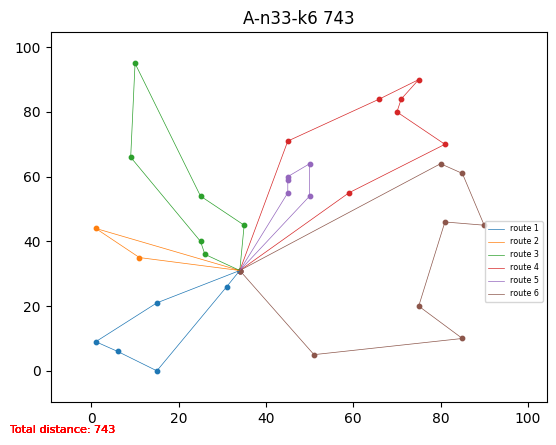 A-n33-k6 743
100
80
60
40
20
0
route 1
route 2
route 3
route 4
route 5
route 6
0 20 40 60 80 100
Total distance: 743